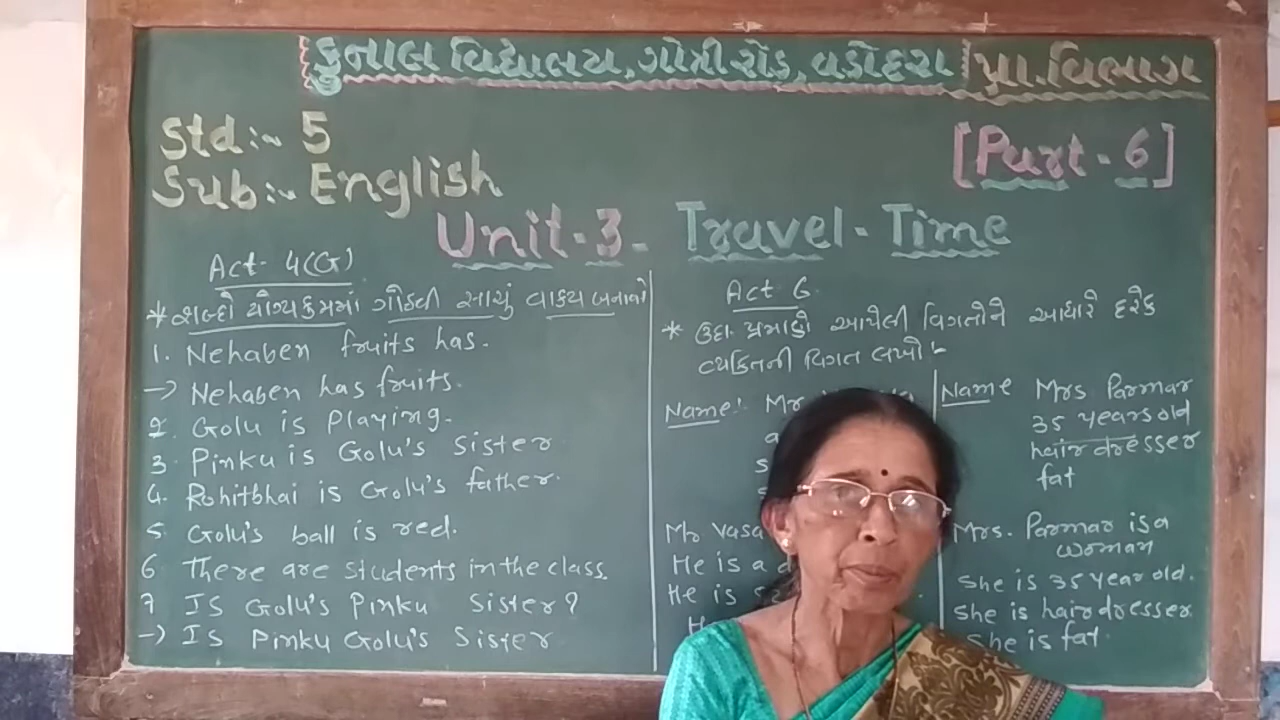 કુનાલ વિદ્યાલય, ગોત્રી રોડ, વડોદરા પ્રા. વિભાગ
Std:- 5
[Part - 6]
Sub:- English
Unit-3- Travel-Time
Act- 4(G)
* શબ્દો યોગ્યક્રમમાં ગોઠવી સાચું વાક્ય બનાવો
1. Nehaben fruits has.
-> Nehaben has fruits.
2. Golu is playing.
3. Pinku is Golu's Sister
4. Rohitbhai is Golu's father.
5. Golu's ball is red.
6 There are students in the class.
7 Is Golu's Pinku Sister?
-> Is Pinku Golu's Sister
Act 6
* ઉદા. પ્રમાણે આપેલી વિગતોને આધારે દરેક
વ્યક્તિની વિગત લખો:-
Name: Mr
Mr Vasa
He is a
He is
Name Mrs Parmar
35 years old
hair dresser
fat
Mrs. Parmar is a
woman
She is 35 year old.
She is hairdresser.
She is fat.